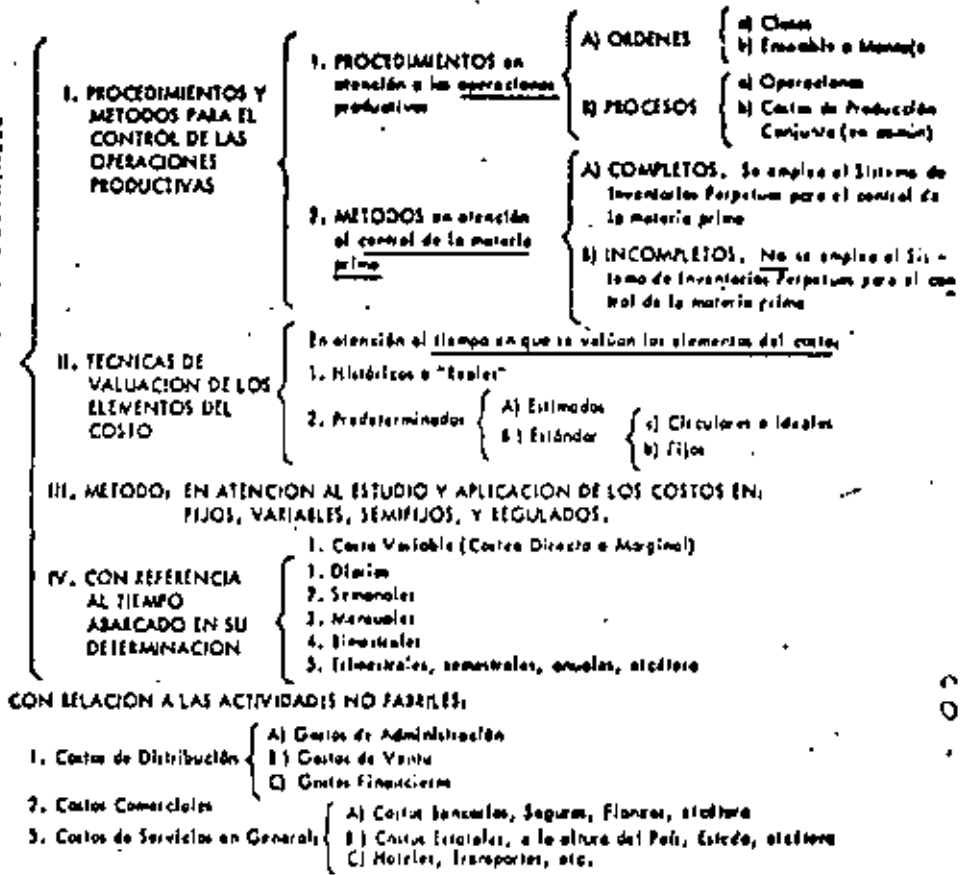 I. PROCEDIMIENTOS Y
METODOS PARA EL
CONTROL DE LAS
OPERACIONES
PRODUCTIVAS
1. PROCEDIMIENTOS en
atención a las operaciones
productivas
A) ORDENES
a) Clases
b) Ensamble o Montaje
B) PROCESOS
a) Operaciones
b) Costos de Producción
Conjunta (en común)
2. METODOS en atención
al control de la materia
prima
A) COMPLETOS. Se emplea el Sistema de
Inventarios Perpetuos para el control de
la materia prima
B) INCOMPLETOS. No se emplea el Sis-
tema de Inventarios Perpetuos para el con
trol de la materia prima
II. TECNICAS DE
VALUACION DE LOS
ELEMENTOS DEL
COSTO
En atención al tiempo en que se valúan los elementos del costo,
1. Históricos o "Reales"
2. Predeterminados
A) Estimados
B) Estándar
c) Circulares o Ideales
b) Fijos
III. METODO, EN ATENCION AL ESTUDIO Y APLICACION DE LOS COSTOS EN,
FIJOS, VARIABLES, SEMIFIJOS, Y REGULADOS.
1. Costo Variable (Costeo Directo o Marginal)
IV. CON REFERENCIA
AL TIEMPO
ABARCADO EN SU
DETERMINACION
1. Diarios
2. Semanales
3. Mensuales
4. Bimestrales
5. Trimestrales, semestrales, anuales, etcétera
CON RELACION A LAS ACTIVIDADES NO FABRILES,
1. Costos de Distribución
A) Gastos de Administración
B) Gastos de Venta
C) Gastos Financieros
2. Costos Comerciales
3. Costos de Servicios en General,
A) Costos bancarios, Seguros, Fianzas, etcétera
B) Costos Estatales, a la altura del País, Estado, etcétera
C) Hoteles, Transportes, etc.